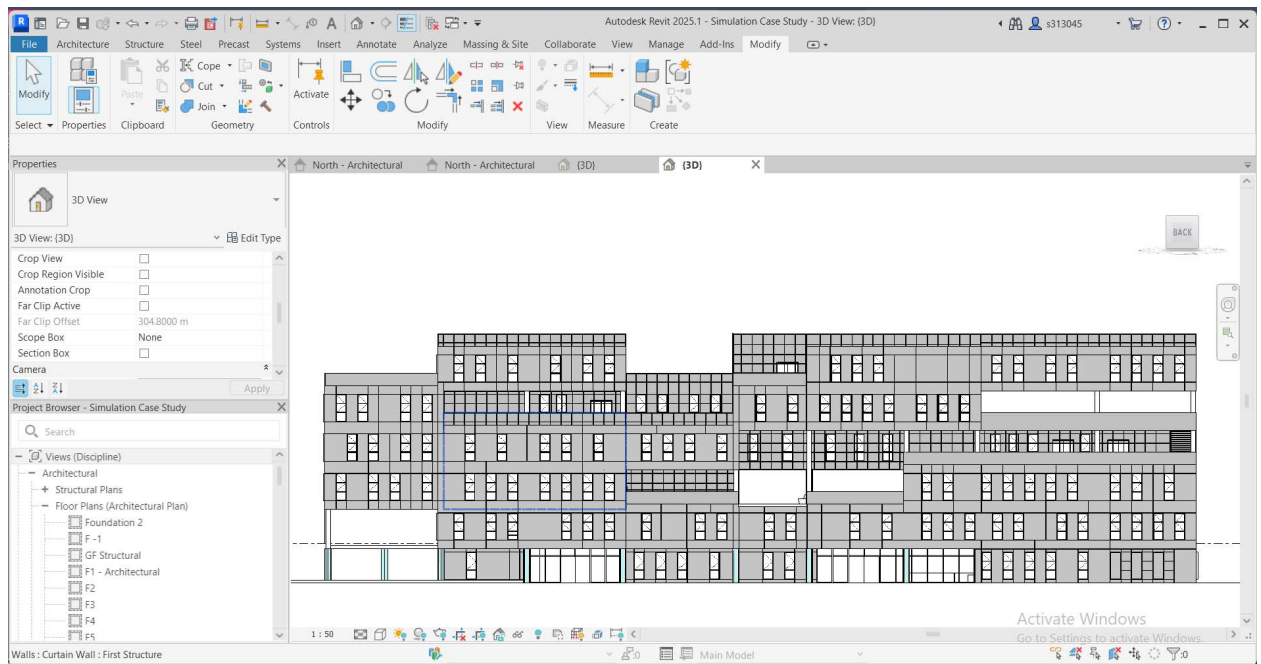 R
Autodesk Revit 2025.1 - Simulation Case Study - 3D View: {3D}
s313045
File Architecture Structure Steel Precast Systems Insert Annotate Analyze Massing & Site Collaborate View Manage Add-Ins Modify
Modify
Paste
Cope
Cut
Join
Activate
Select Properties Clipboard Geometry Controls Modify View Measure Create
Properties
North - Architectural North - Architectural {3D} {3D}
3D View
BACK
3D View: {3D} Edit Type
Crop View
Crop Region Visible
Annotation Crop
Far Clip Active
Far Clip Offset 304.8000 m
Scope Box None
Section Box
Camera
Apply
Project Browser - Simulation Case Study
Search
Views (Discipline)
Architectural
Structural Plans
Floor Plans (Architectural Plan)
Foundation 2
F -1
GF Structural
F1 - Architectural
F2
F3
F4
F5
Activate Windows
Go to Settings to activate Windows.
1 : 50
Walls : Curtain Wall : First Structure
:0
Main Model
:0